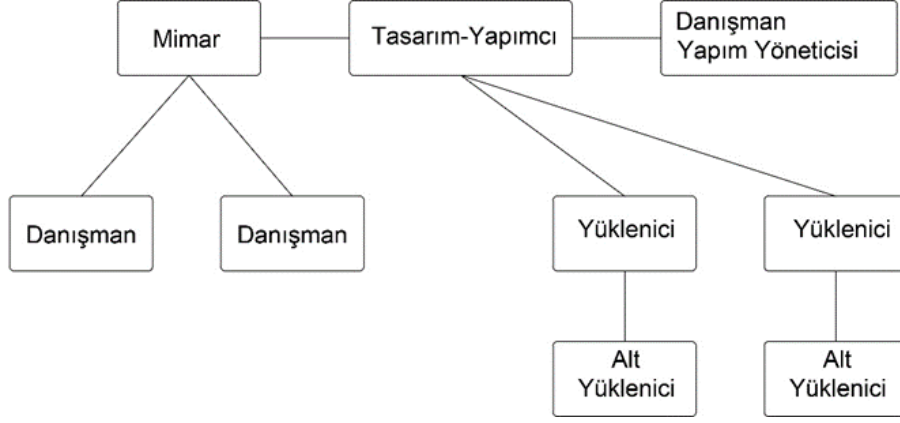 Mimar
Tasarım-Yapımcı
Danışman
Yapım Yöneticisi
Danışman
Danışman
Yüklenici
Yüklenici
Alt
Yüklenici
Alt
Yüklenici